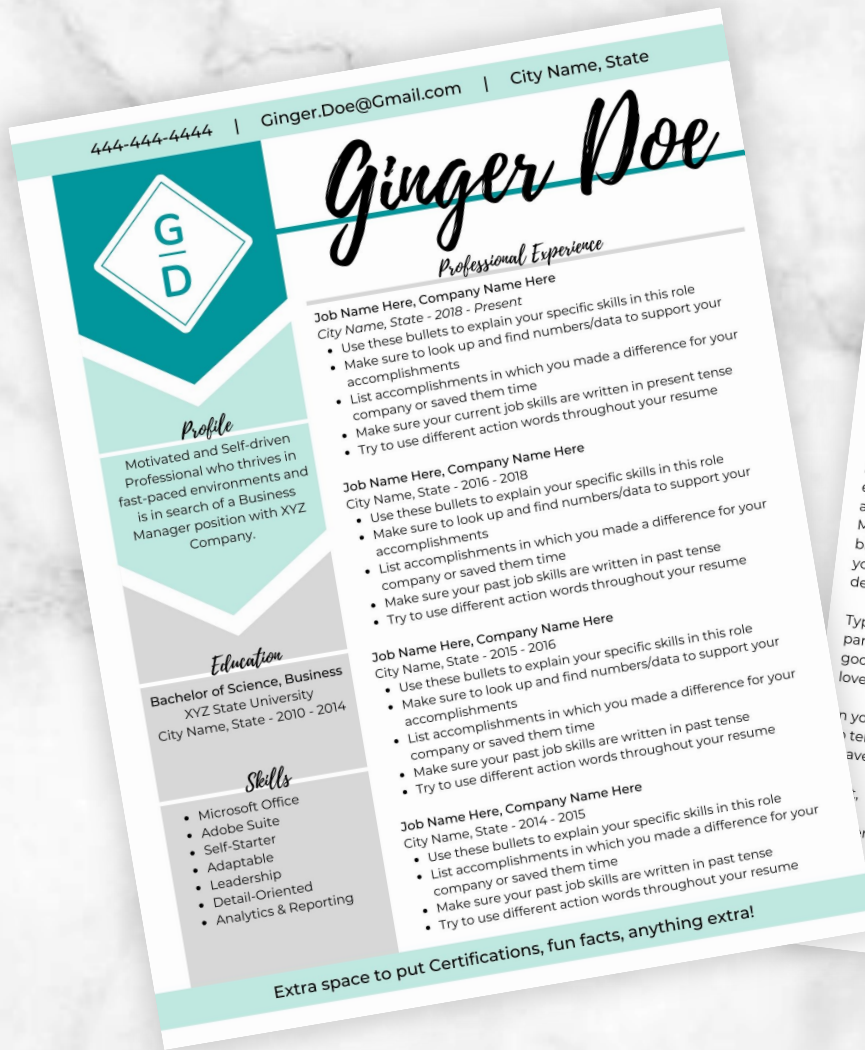 444-444-4444 | Ginger.Doe@Gmail.com | City Name, State
G
D
Ginger Doe
Profile
Motivated and Self-driven
Professional who thrives in
fast-paced environments and
is in search of a Business
Manager position with XYZ
Company.
Education
Bachelor of Science, Business
XYZ State University
City Name, State - 2010 - 2014
Skills
• Microsoft Office
• Adobe Suite
• Self-Starter
• Adaptable
• Leadership
• Detail-Oriented
• Analytics & Reporting
Professional Experience
Job Name Here, Company Name Here
City Name, State - 2018 - Present
• Use these bullets to explain your specific skills in this role
• Make sure to look up and find numbers/data to support your
accomplishments
• List accomplishments in which you made a difference for your
company or saved them time
• Make sure your current job skills are written in present tense
• Try to use different action words throughout your resume
Job Name Here, Company Name Here
City Name, State - 2016 - 2018
• Use these bullets to explain your specific skills in this role
• Make sure to look up and find numbers/data to support your
accomplishments
• List accomplishments in which you made a difference for your
company or saved them time
• Make sure your past job skills are written in past tense
• Try to use different action words throughout your resume
Job Name Here, Company Name Here
City Name, State - 2015 - 2016
• Use these bullets to explain your specific skills in this role
• Make sure to look up and find numbers/data to support your
accomplishments
• List accomplishments in which you made a difference for your
company or saved them time
• Make sure your past job skills are written in past tense
• Try to use different action words throughout your resume
Job Name Here, Company Name Here
City Name, State - 2014 - 2015
• Use these bullets to explain your specific skills in this role
• List accomplishments in which you made a difference for your
company or saved them time
• Make sure your past job skills are written in past tense
• Try to use different action words throughout your resume
Extra space to put Certifications, fun facts, anything extra!